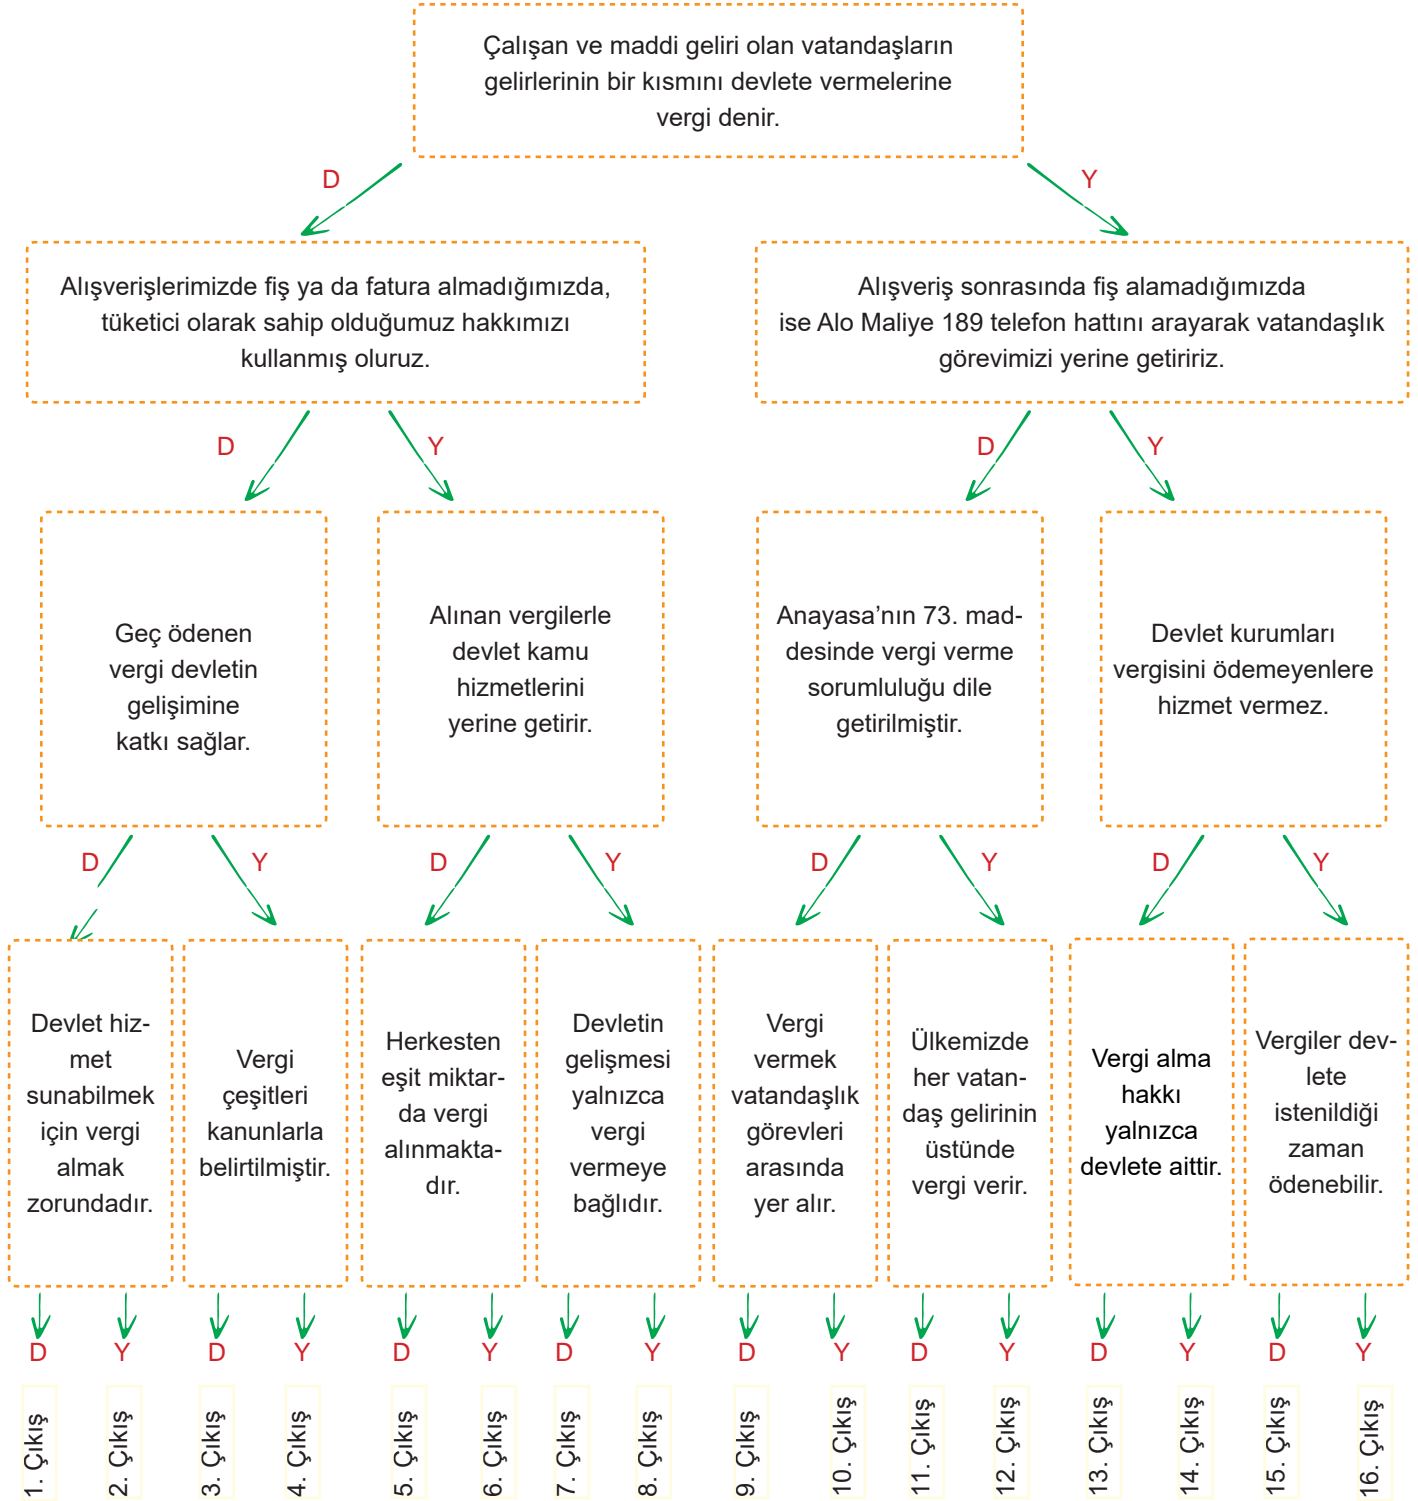 Çalışan ve maddi geliri olan vatandaşların
gelirlerinin bir kısmını devlete vermelerine
vergi denir.
D
Y
Alışverişlerimizde fiş ya da fatura almadığımızda,
tüketici olarak sahip olduğumuz hakkımızı
kullanmış oluruz.
Alışveriş sonrasında fiş alamadığımızda
ise Alo Maliye 189 telefon hattını arayarak vatandaşlık
görevimizi yerine getiririz.
D
Y
D
Y
Geç ödenen
vergi devletin
gelişimine
katkı sağlar.
Alınan vergilerle
devlet kamu
hizmetlerini
yerine getirir.
Anayasa’nın 73. mad-
desinde vergi verme
sorumluluğu dile
getirilmiştir.
Devlet kurumları
vergisini ödemeyenlere
hizmet vermez.
D
Y
D
Y
D
Y
D
Y
Devlet hiz-
met
sunabilmek
için vergi
almak
zorundadır.
Vergi
çeşitleri
kanunlarla
belirtilmiştir.
Herkesten
eşit miktar-
da vergi
alınmakta-
dır.
Devletin
gelişmesi
yalnızca
vergi
vermeye
bağlıdır.
Vergi
vermek
vatandaşlık
görevleri
arasında
yer alır.
Ülkemizde
her vatan-
daş gelirinin
üstünde
vergi verir.
Vergi alma
hakkı
yalnızca
devlete aittir.
Vergiler dev-
lete
istenildiği
zaman
ödenebilir.
D
Y
D
Y
D
Y
D
Y
D
Y
D
Y
D
Y
D
Y
1. Çıkış
2. Çıkış
3. Çıkış
4. Çıkış
5. Çıkış
6. Çıkış
7. Çıkış
8. Çıkış
9. Çıkış
10. Çıkış
11. Çıkış
12. Çıkış
13. Çıkış
14. Çıkış
15. Çıkış
16. Çıkış